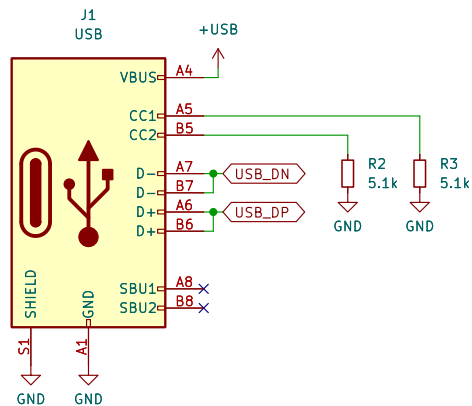 J1
USB
+USB
VBUS A4
CC1 A5
CC2 B5
D- A7 USB_DN
D- B7
D+ A6 USB_DP
D+ B6
R2
5.1k
R3
5.1k
GND
GND
SBU1 A8
SBU2 B8
SHIELD
GND
S1
A1
GND
GND